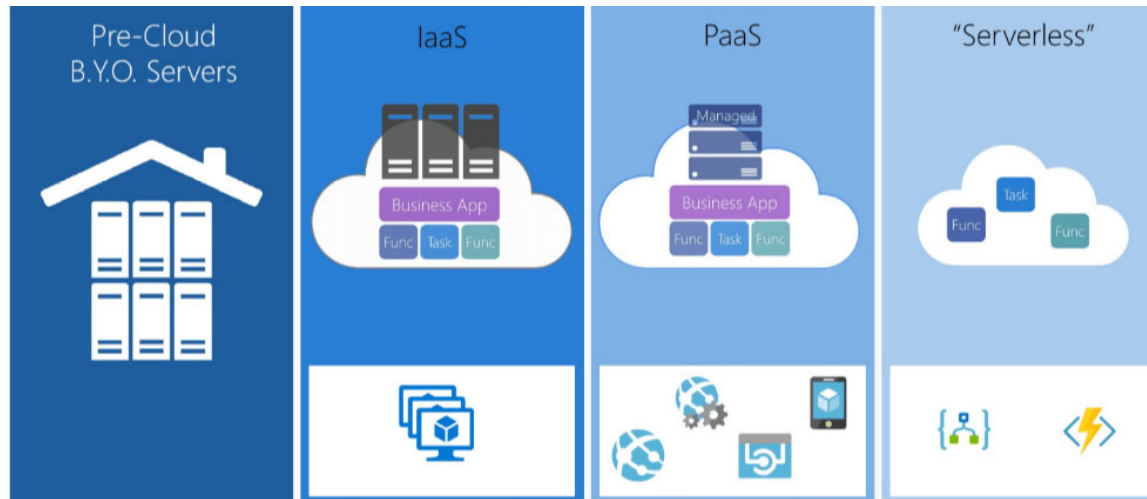 Pre-Cloud
B.Y.O. Servers
IaaS
Business App
Func Task Func
PaaS
Managed
Business App
Func Task Func
“Serverless”
Task
Func
Func